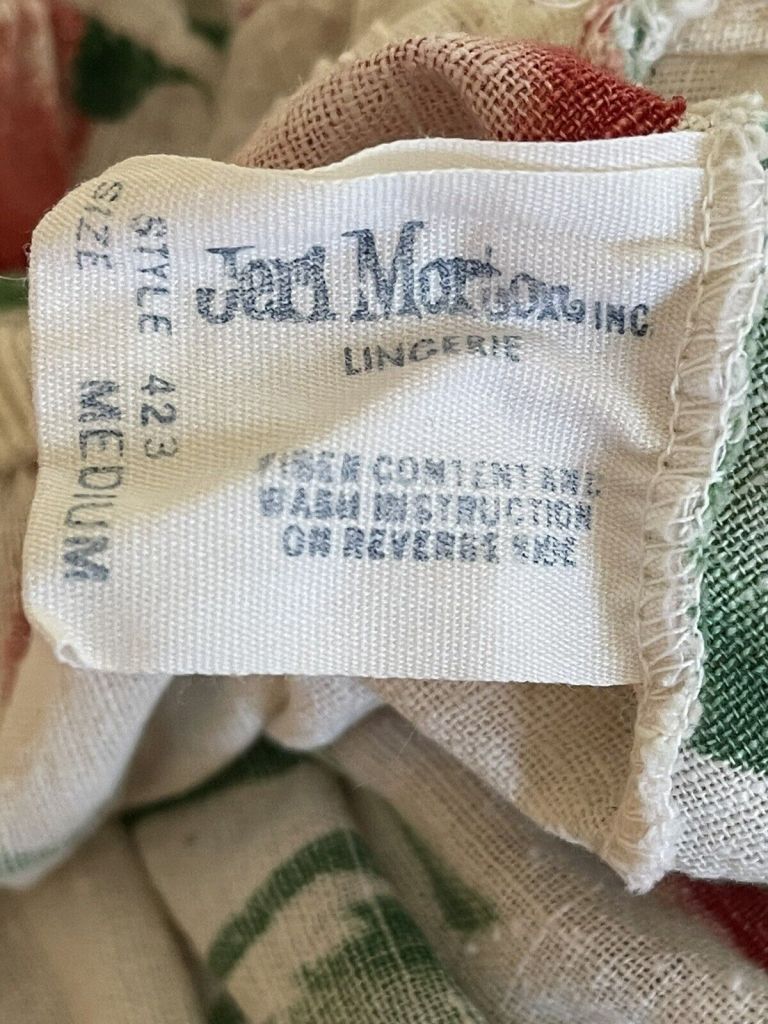 Jeri Morton INC.
LINGERIE
FIBER CONTENT AND
WASH INSTRUCTION
ON REVERSE SIDE
STYLE 423
SIZE MEDIUM